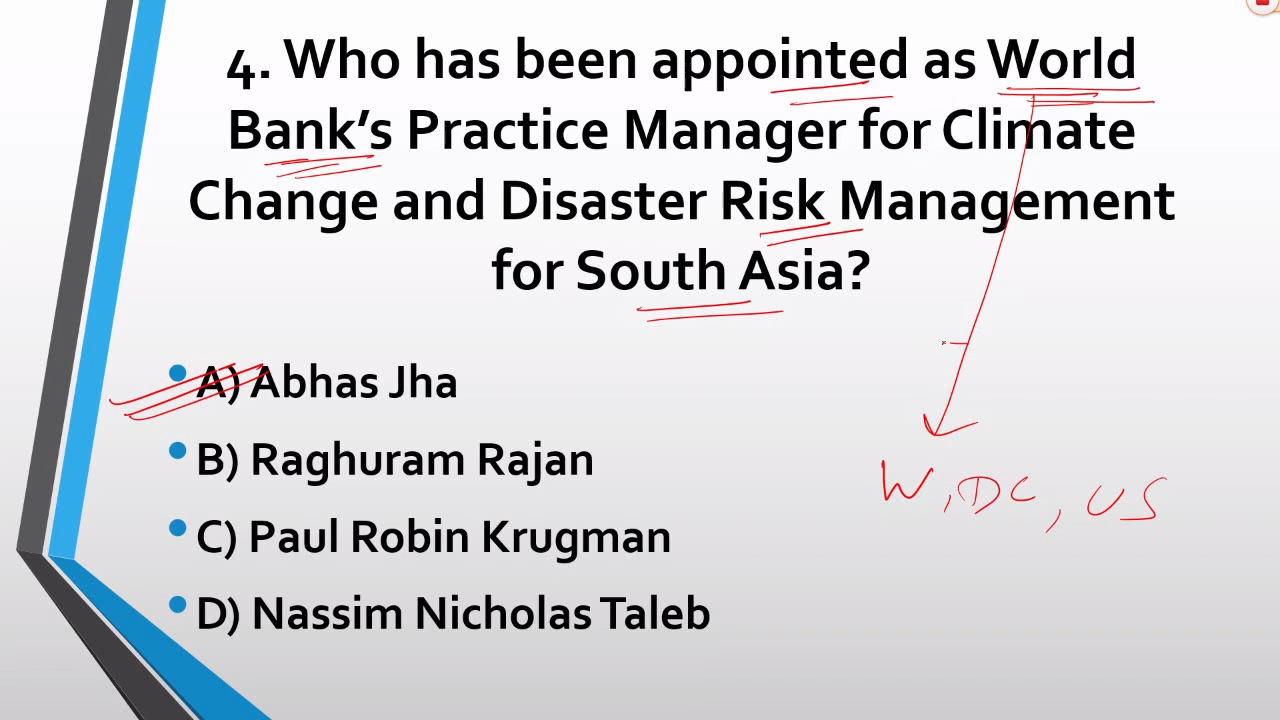 4. Who has been appointed as World
Bank’s Practice Manager for Climate
Change and Disaster Risk Management
for South Asia?
A) Abhas Jha
B) Raghuram Rajan
C) Paul Robin Krugman
D) Nassim Nicholas Taleb
W, DC, US